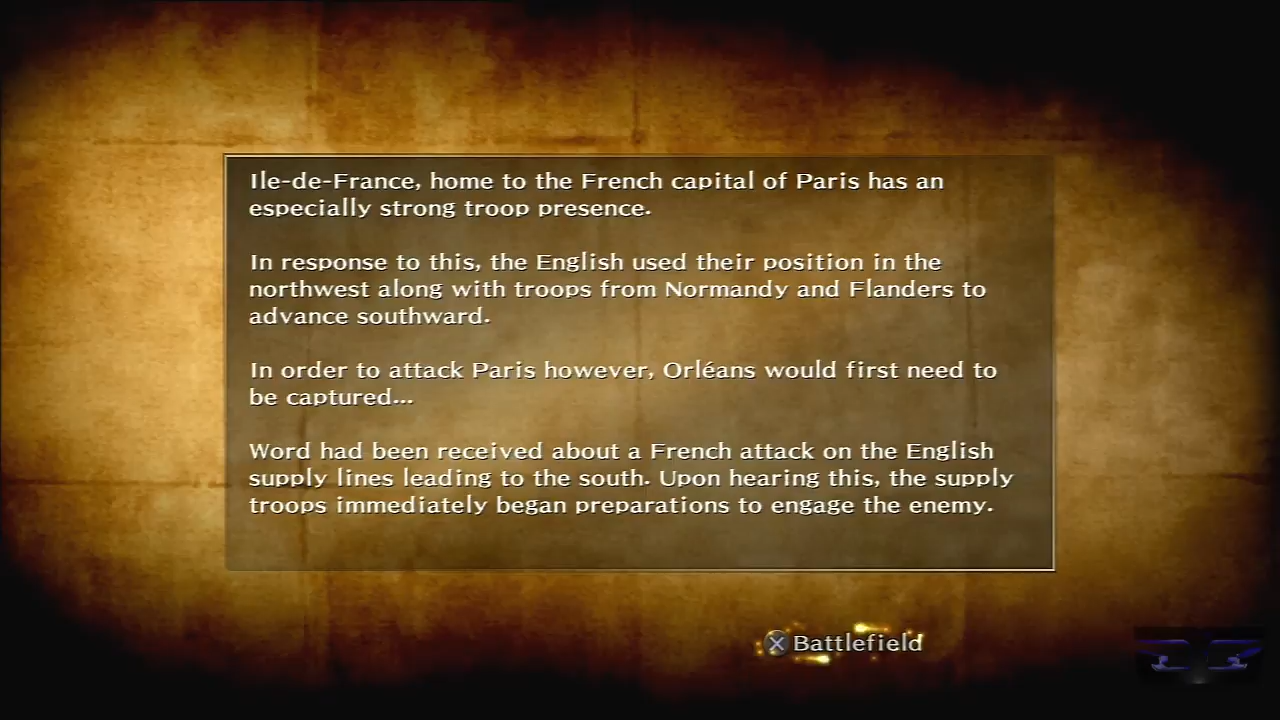 Ile-de-France, home to the French capital of Paris has an
especially strong troop presence.
In response to this, the English used their position in the
northwest along with troops from Normandy and Flanders to
advance southward.
In order to attack Paris however, Orléans would first need to
be captured...
Word had been received about a French attack on the English
supply lines leading to the south. Upon hearing this, the supply
troops immediately began preparations to engage the enemy.
Battlefield